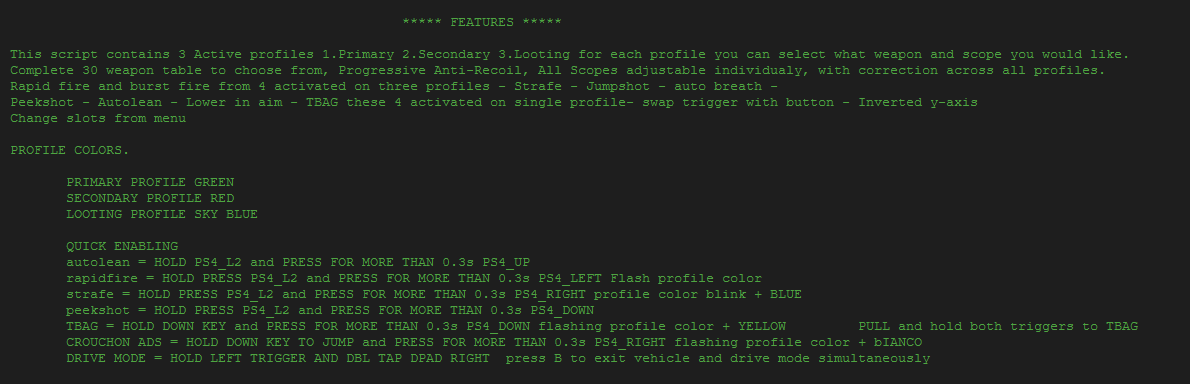 ***** FEATURES *****
This script contains 3 Active profiles 1.Primary 2.Secondary 3.Looting for each profile you can select what weapon and scope you would like.
Complete 30 weapon table to choose from, Progressive Anti-Recoil, All Scopes adjustable individualy, with correction across all profiles.
Rapid fire and burst fire from 4 activated on three profiles - Strafe - Jumpshot - auto breath -
Peekshot - Autolean - Lower in aim - TBAG these 4 activated on single profile- swap trigger with button - Inverted y-axis
Change slots from menu
PROFILE COLORS.
PRIMARY PROFILE GREEN
SECONDARY PROFILE RED
LOOTING PROFILE SKY BLUE
QUICK ENABLING
autolean = HOLD PS4_L2 and PRESS FOR MORE THAN 0.3s PS4_UP
rapidfire = HOLD PRESS PS4_L2 and PRESS FOR MORE THAN 0.3s PS4_LEFT Flash profile color
strafe = HOLD PRESS PS4_L2 and PRESS FOR MORE THAN 0.3s PS4_RIGHT profile color blink + BLUE
peekshot = HOLD PRESS PS4_L2 and PRESS FOR MORE THAN 0.3s PS4_DOWN
TBAG = HOLD DOWN KEY and PRESS FOR MORE THAN 0.3s PS4_DOWN flashing profile color + YELLOW PULL and hold both triggers to TBAG
CROUCHON ADS = HOLD DOWN KEY TO JUMP and PRESS FOR MORE THAN 0.3s PS4_RIGHT flashing profile color + bIANCO
DRIVE MODE = HOLD LEFT TRIGGER AND DBL TAP DPAD RIGHT press B to exit vehicle and drive mode simultaneously